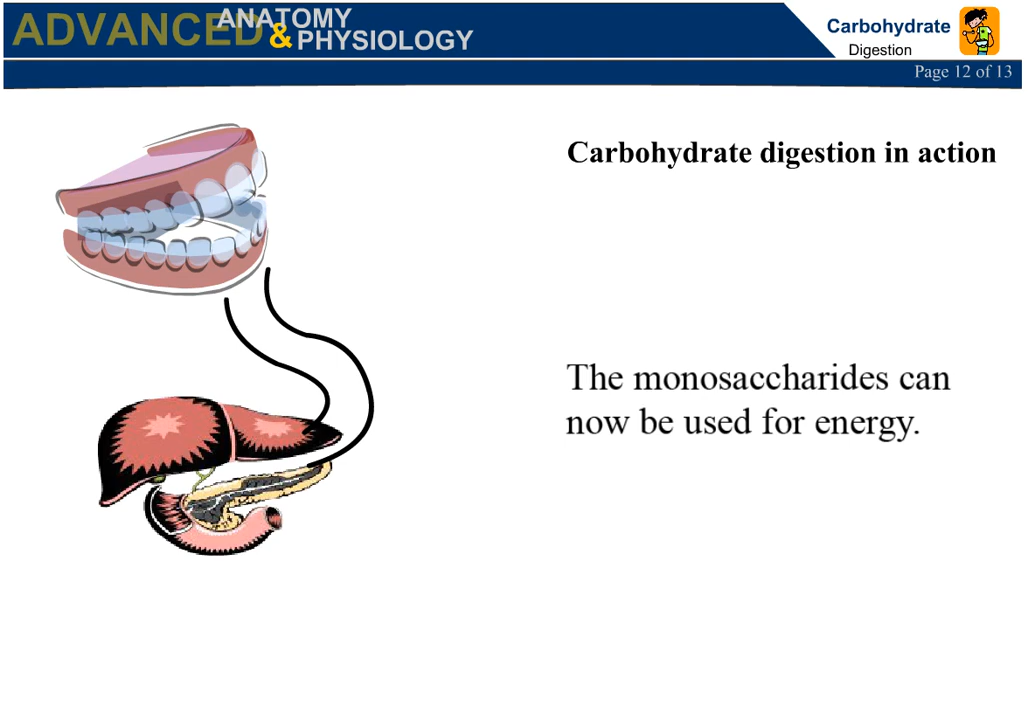 ADVANCED ANATOMY
& PHYSIOLOGY
Carbohydrate
Digestion
Page 12 of 13
Carbohydrate digestion in action
The monosaccharides can
now be used for energy.